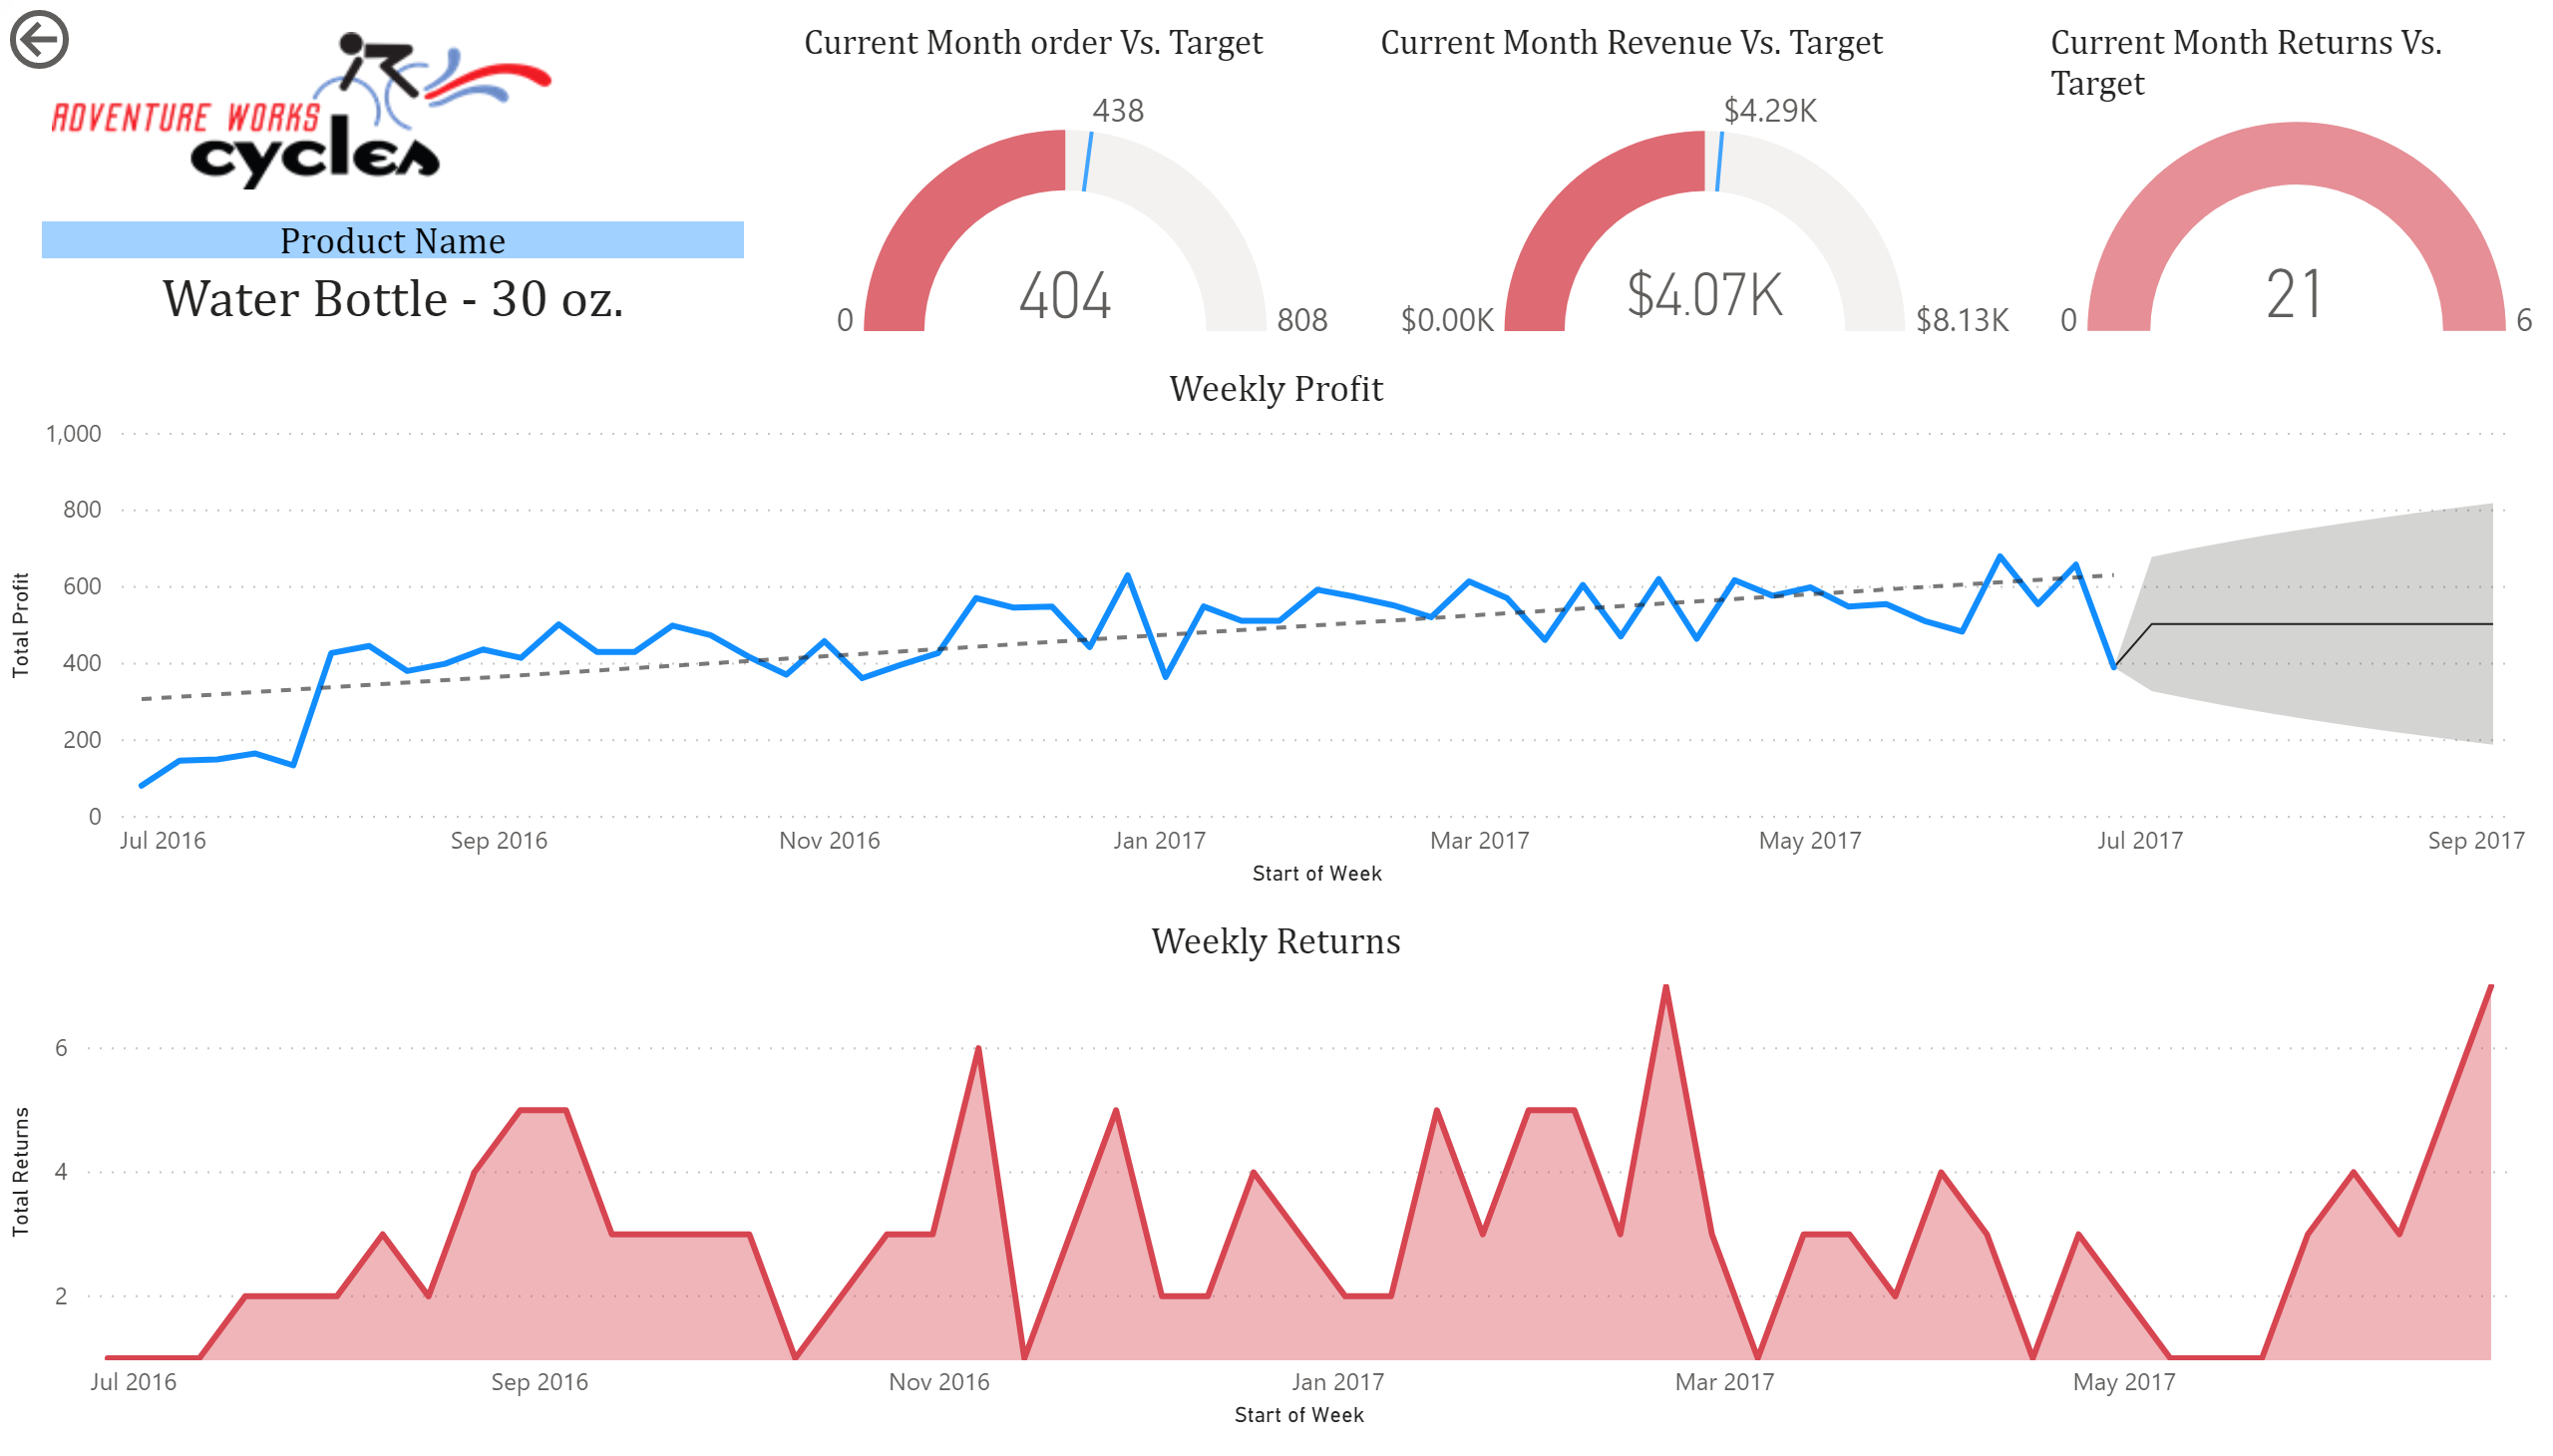 ADVENTURE WORKS
cycles
Product Name
Water Bottle - 30 oz.
Current Month order Vs. Target
438
404
0
808
Current Month Revenue Vs. Target
$4.29K
$4.07K
$0.00K
$8.13K
Current Month Returns Vs.
Target
21
0
6
Weekly Profit
Total Profit
1,000
800
600
400
200
0
Jul 2016
Sep 2016
Nov 2016
Jan 2017
Mar 2017
May 2017
Jul 2017
Sep 2017
Start of Week
Weekly Returns
Total Returns
6
4
2
Jul 2016
Sep 2016
Nov 2016
Jan 2017
Mar 2017
May 2017
Start of Week